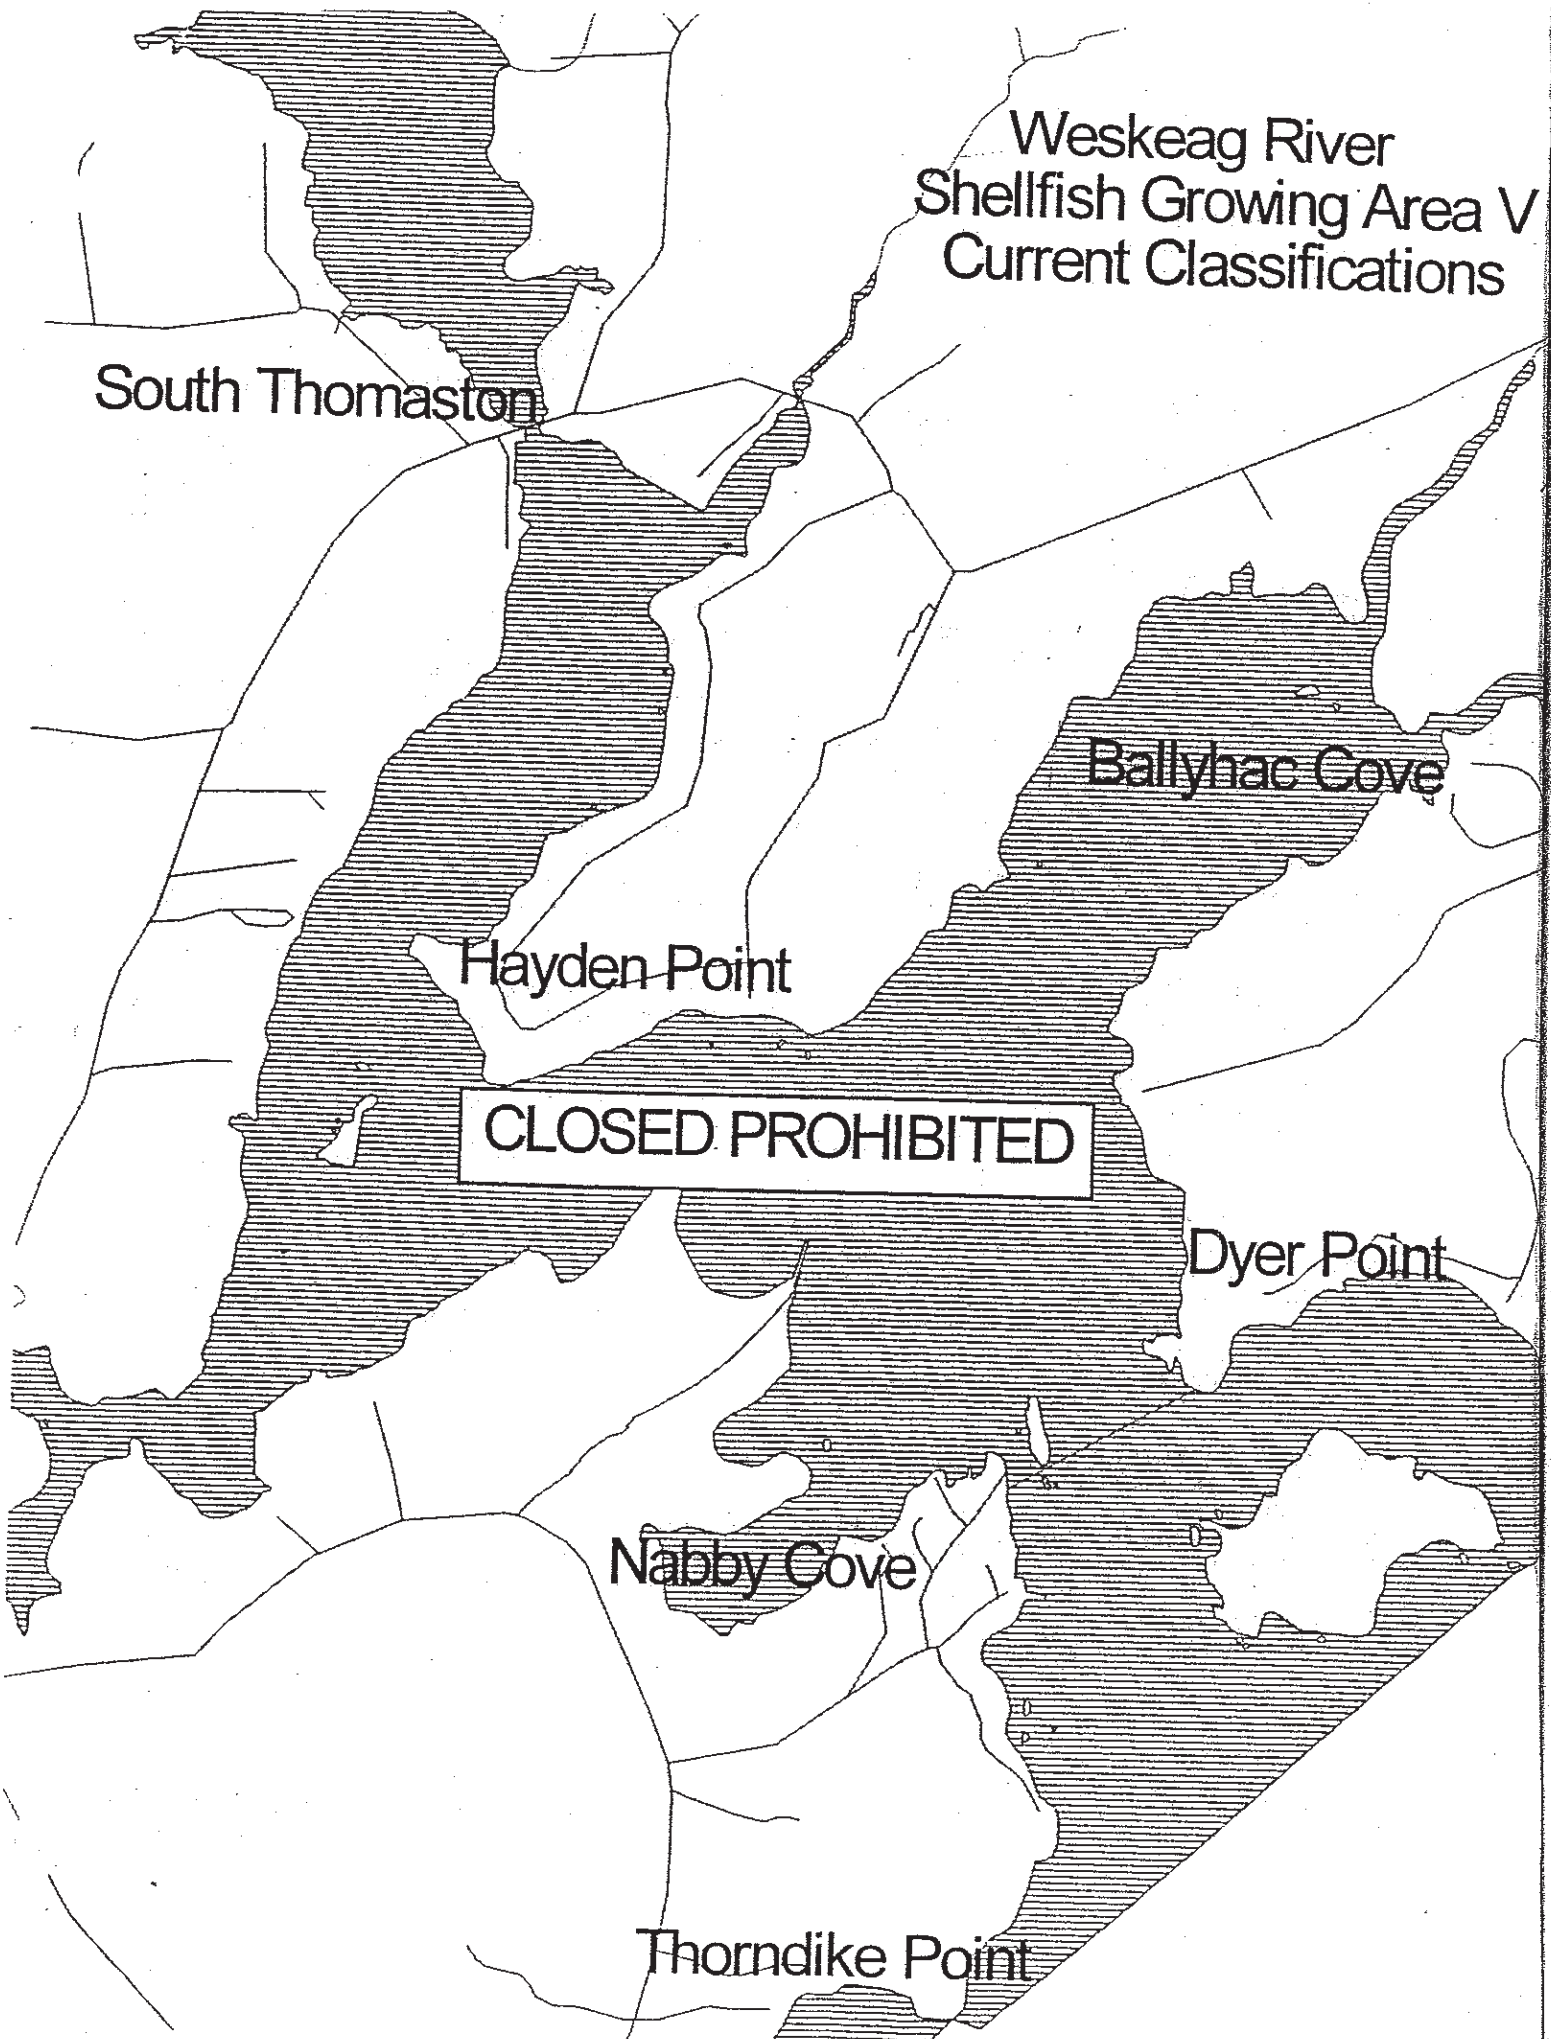 Weskeag River
Shellfish Growing Area V
Current Classifications
South Thomaston
Ballyhac Cove
Hayden Point
CLOSED PROHIBITED
Dyer Point
Nabby Cove
Thorndike Point